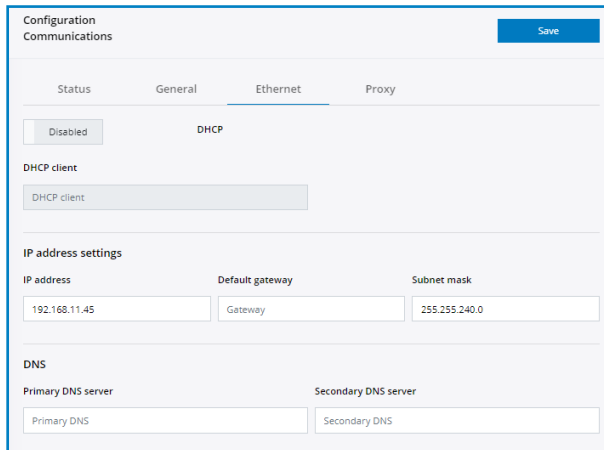 Configuration
Communications
Save
Status General Ethernet Proxy
Disabled DHCP
DHCP client
DHCP client
IP address settings
IP address Default gateway Subnet mask
192.168.11.45 Gateway 255.255.240.0
DNS
Primary DNS server Secondary DNS server
Primary DNS Secondary DNS